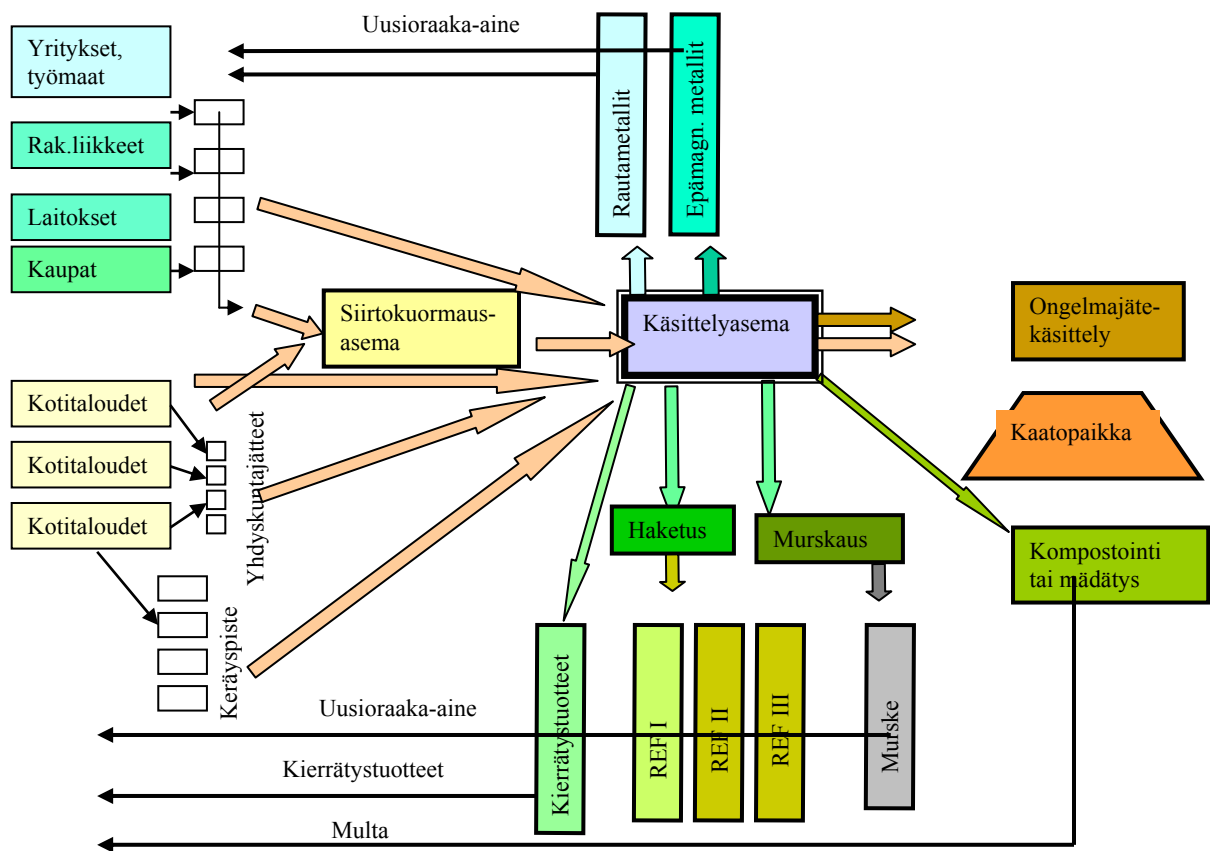 Uusioraaka-aine
Yritykset,
työmaat
Rak.liikkeet
Laitokset
Kaupat
Rautametallit
Epämagn. metallit
Siirtokuormaus-
asema
Käsittelyasema
Ongelmajäte-
käsittely
Kaatopaikka
Kotitaloudet
Kotitaloudet
Kotitaloudet
Yhdyskuntajätteet
Keräyspiste
Haketus
Murskaus
Kompostointi
tai mädätys
Kierrätystuotteet
REF I
REF II
REF III
Murske
Uusioraaka-aine
Kierrätystuotteet
Multa